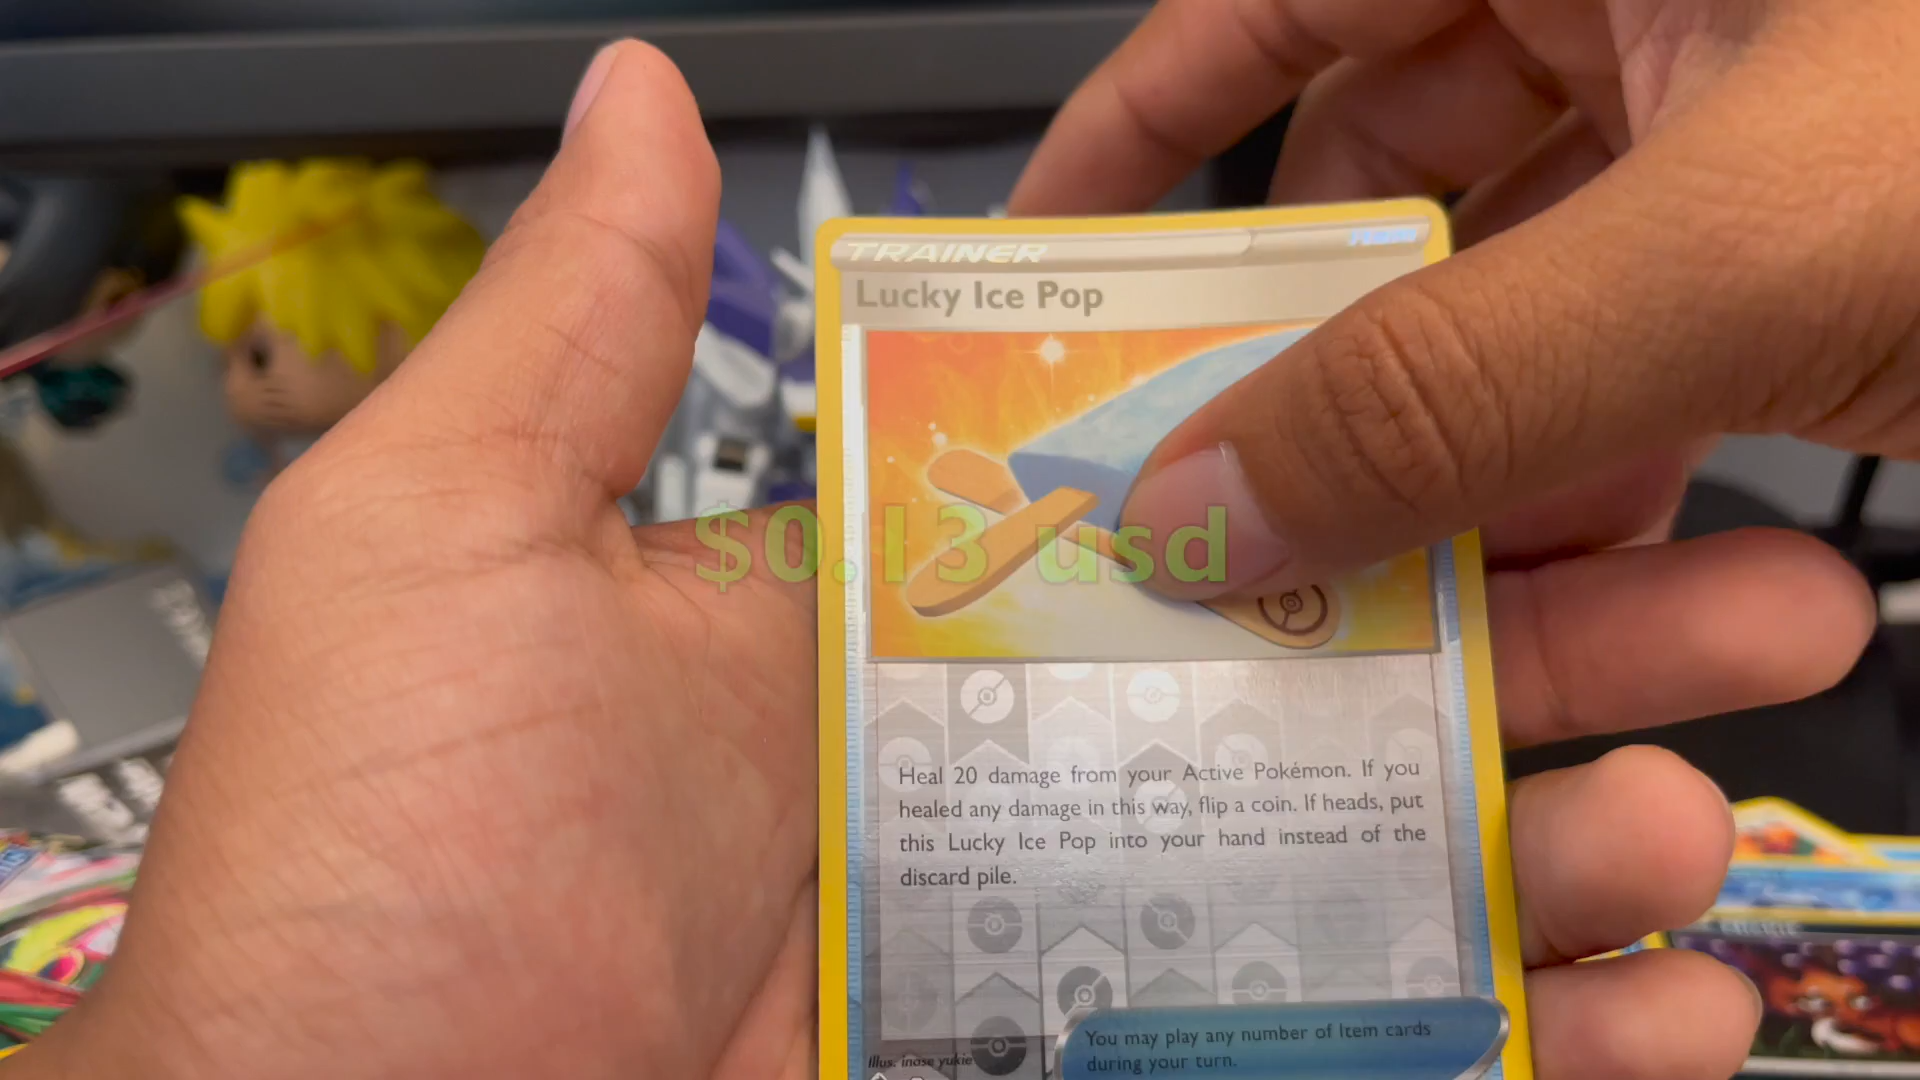 TRAINER
Item
Lucky Ice Pop
$0.13 usd
Heal 20 damage from your Active Pokémon. If you
healed any damage in this way, flip a coin. If heads, put
this Lucky Ice Pop into your hand instead of the
discard pile.
You may play any number of Item cards
during your turn.
Illus. inose yukie